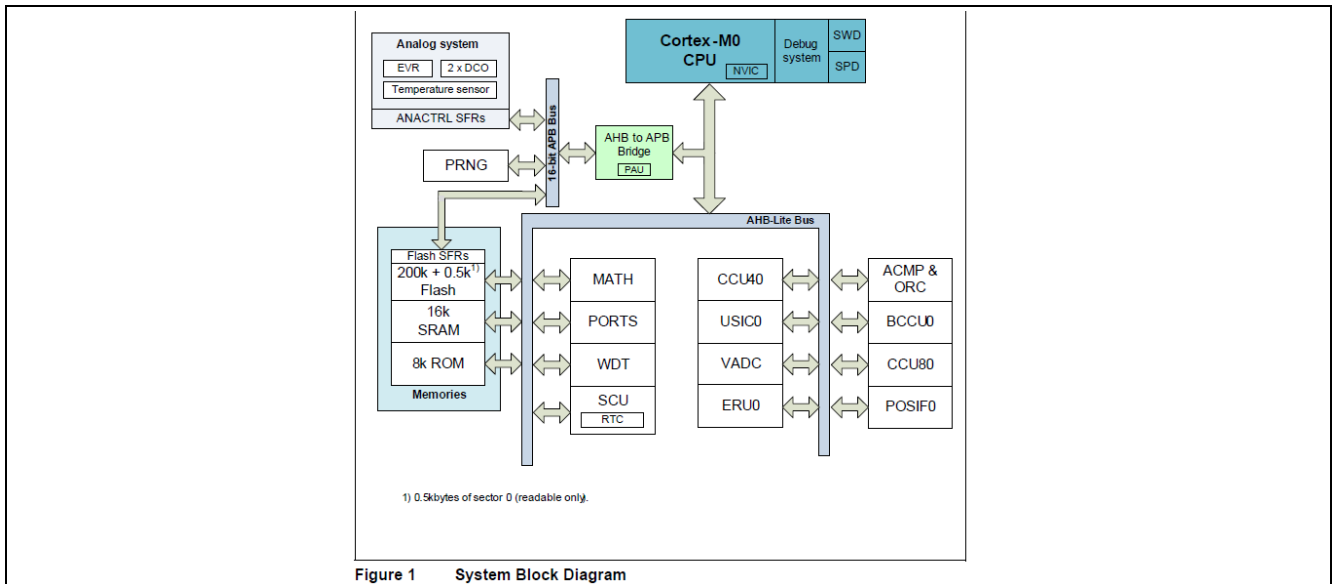 Analog system
EVR
2 x DCO
Temperature sensor
ANACTRL SFRs
Cortex-M0
CPU
NVIC
Debug
system
SWD
SPD
16-bit APB Bus
AHB to APB
Bridge
PAU
PRNG
AHB-Lite Bus
Flash SFRs
200k + 0.5k1)
Flash
16k
SRAM
8k ROM
Memories
MATH
PORTS
WDT
SCU
RTC
CCU40
USIC0
VADC
ERU0
ACMP &
ORC
BCCU0
CCU80
POSIF0
1) 0.5kbytes of sector 0 (readable only).
Figure 1 System Block Diagram